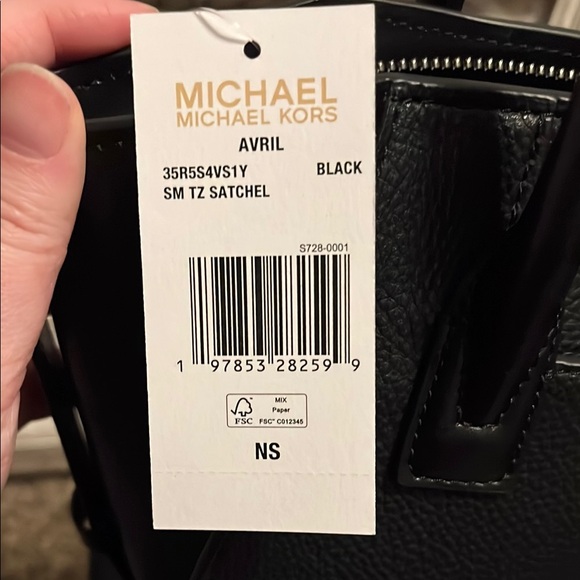 MICHAEL
MICHAEL KORS
AVRIL
35R5S4VS1Y BLACK
SM TZ SATCHEL
S728-0001
1 97853 28259 9
MIX
Paper
FSC
FSC® C012345
NS